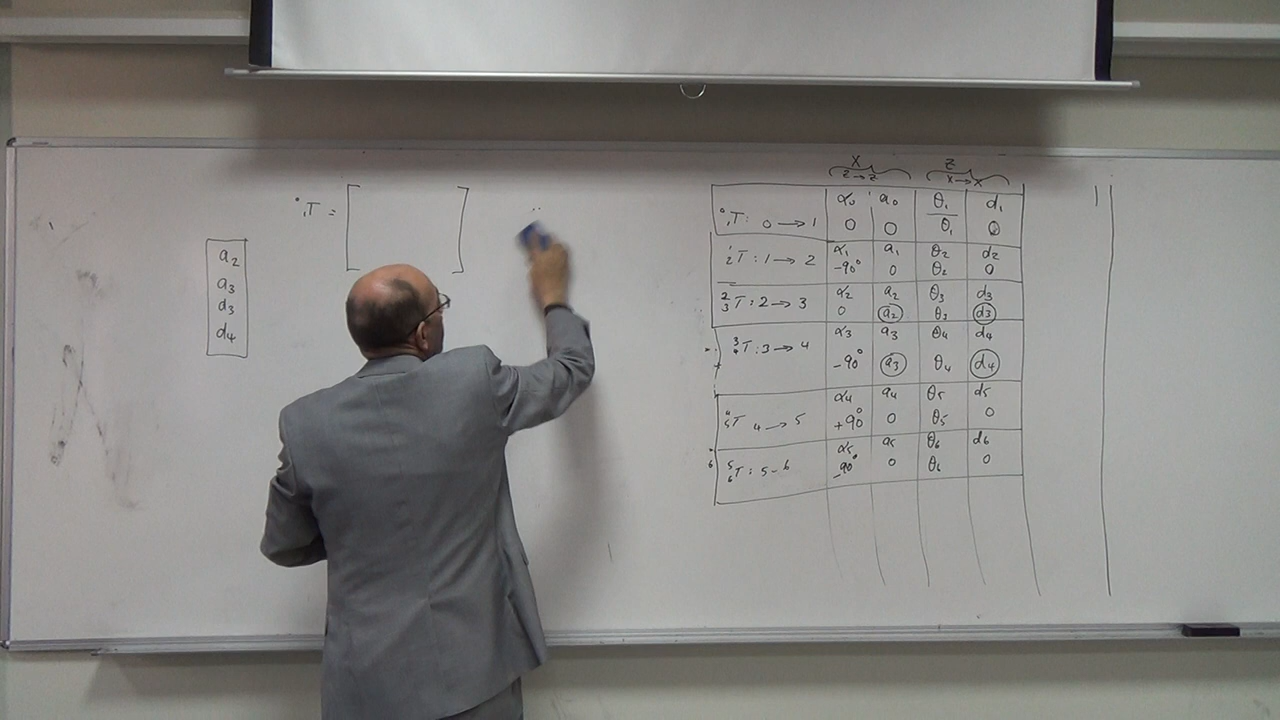 ⁰₁T =
a₂
a₃
d₃
d₄
X Z
Z→Z X→X
α₀ a₀ θ₁ d₁
⁰₁T: 0 → 1 0 0 θ₁ 0
α₁ a₁ θ₂ d₂
¹₂T: 1 → 2 -90° 0 θ₂ 0
α₂ a₂ θ₃ d₃
²₃T: 2 → 3 0 a₂ θ₃ d₃
α₃ a₃ θ₄ d₄
³₄T: 3 → 4 -90° a₃ θ₄ d₄
α₄ a₄ θ₅ d₅
⁴₅T 4 → 5 +90° 0 θ₅ 0
α₅ a₅ θ₆ d₆
⁵₆T: 5 - 6 -90° 0 θ₆ 0